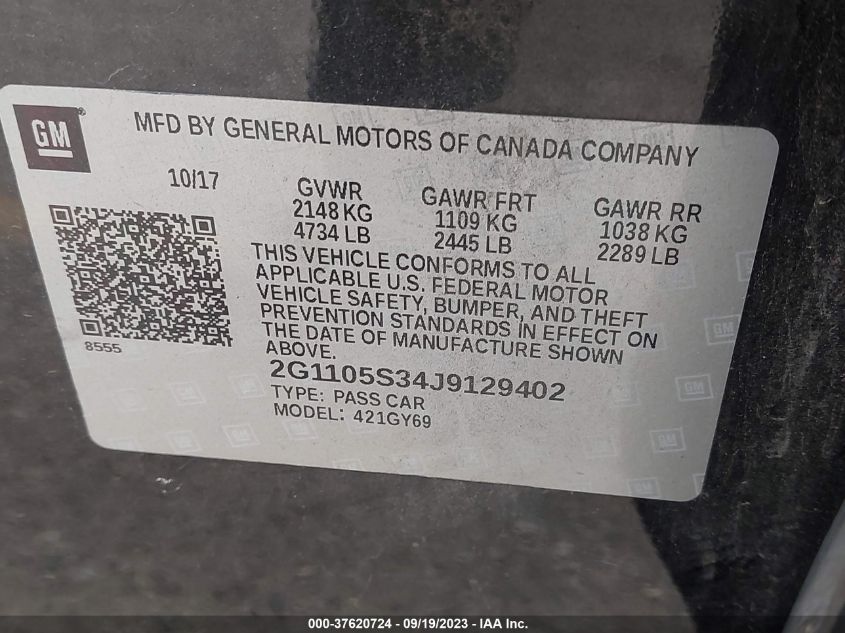 GM
MFD BY GENERAL MOTORS OF CANADA COMPANY
10/17
GVWR
2148 KG
4734 LB
GAWR FRT
1109 KG
2445 LB
GAWR RR
1038 KG
2289 LB
THIS VEHICLE CONFORMS TO ALL
APPLICABLE U.S. FEDERAL MOTOR
VEHICLE SAFETY, BUMPER, AND THEFT
PREVENTION STANDARDS IN EFFECT ON
THE DATE OF MANUFACTURE SHOWN
ABOVE.
8555
2G1105S34J9129402
TYPE: PASS CAR
MODEL: 421GY69
000-37620724 - 09/19/2023 - IAA Inc.